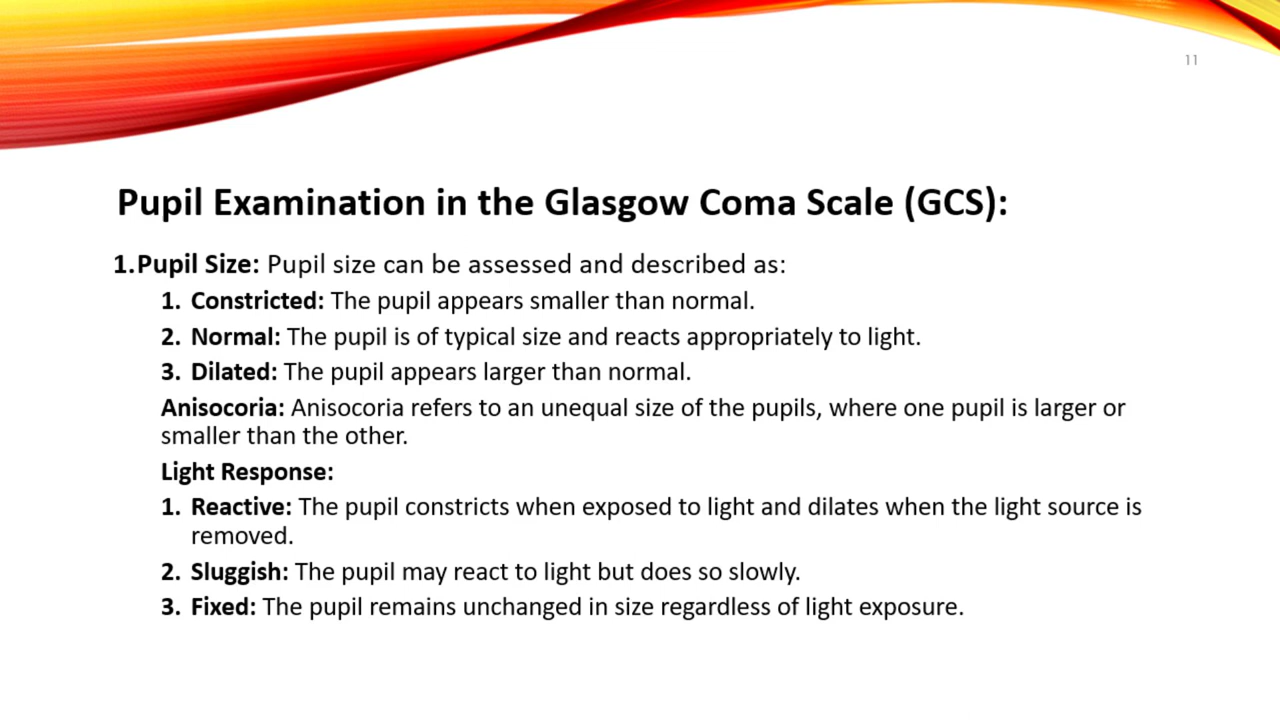 11
Pupil Examination in the Glasgow Coma Scale (GCS):
1.Pupil Size: Pupil size can be assessed and described as:
1. Constricted: The pupil appears smaller than normal.
2. Normal: The pupil is of typical size and reacts appropriately to light.
3. Dilated: The pupil appears larger than normal.
Anisocoria: Anisocoria refers to an unequal size of the pupils, where one pupil is larger or
smaller than the other.
Light Response:
1. Reactive: The pupil constricts when exposed to light and dilates when the light source is
removed.
2. Sluggish: The pupil may react to light but does so slowly.
3. Fixed: The pupil remains unchanged in size regardless of light exposure.